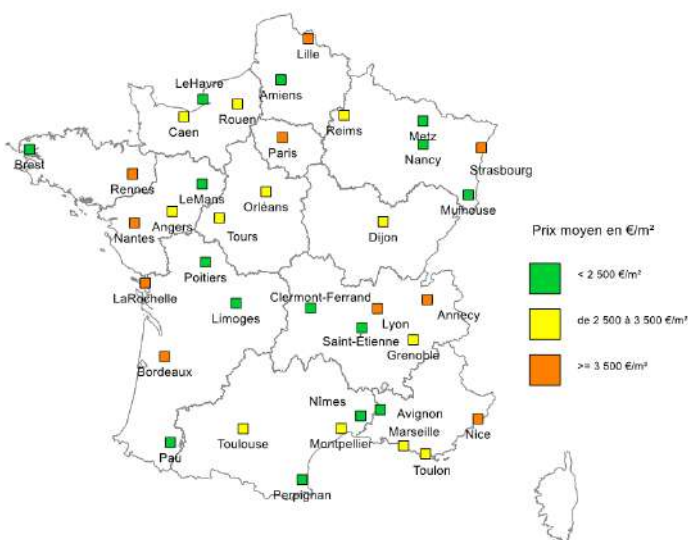 Lille
LeHavre
Amiens
Rouen
Caen
Reims
Metz
Paris
Nancy
Strasbourg
Brest
Rennes
LeMans
Orléans
Mulhouse
Angers
Nantes
Tours
Dijon
Prix moyen en €/m²
Poitiers
< 2 500 €/m²
LaRochelle
Clermont-Ferrand
Annecy
Limoges
Lyon
de 2 500 à 3 500 €/m²
Saint-Étienne
Grenoble
>= 3 500 €/m²
Bordeaux
Nîmes
Avignon
Marseille
Nice
Toulouse
Montpellier
Pau
Toulon
Perpignan